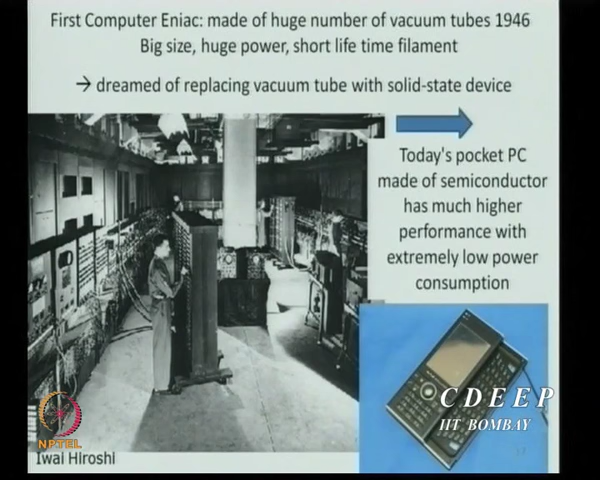 First Computer Eniac: made of huge number of vacuum tubes 1946
Big size, huge power, short life time filament
→ dreamed of replacing vacuum tube with solid-state device
Today's pocket PC
made of semiconductor
has much higher
performance with
extremely low power
consumption
CDEEP
IIT BOMBAY
NPTEL
Iwai Hiroshi